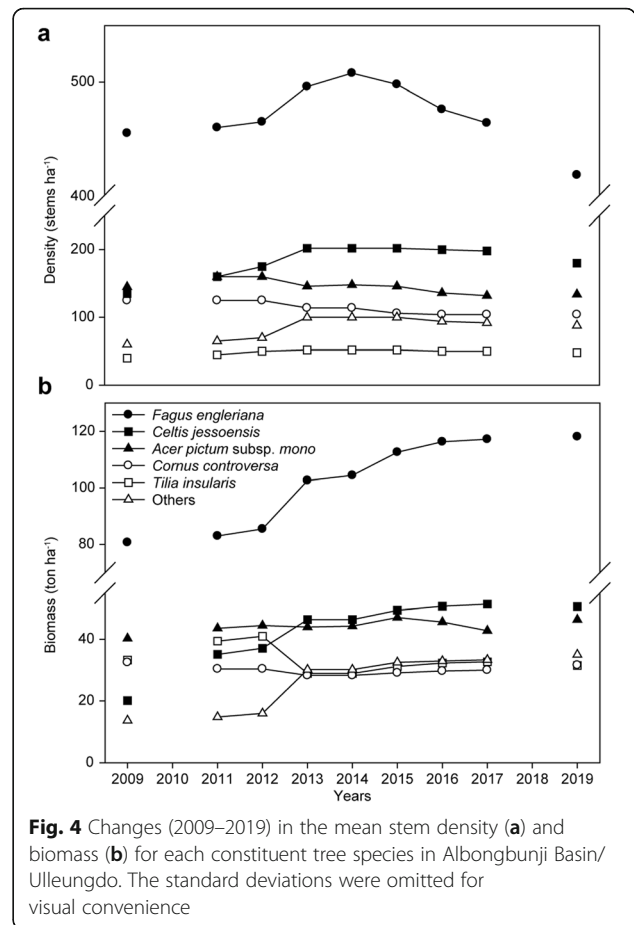 a
500
400
200
100
0
Density (stems ha⁻¹)
b
Fagus engleriana
Celtis jessoensis
Acer pictum subsp. mono
Cornus controversa
Tilia insularis
Others
120
100
80
40
20
0
Biomass (ton ha⁻¹)
2009 2010 2011 2012 2013 2014 2015 2016 2017 2018 2019
Years
Fig. 4 Changes (2009–2019) in the mean stem density (a) and
biomass (b) for each constituent tree species in Albongbunji Basin/
Ulleungdo. The standard deviations were omitted for
visual convenience